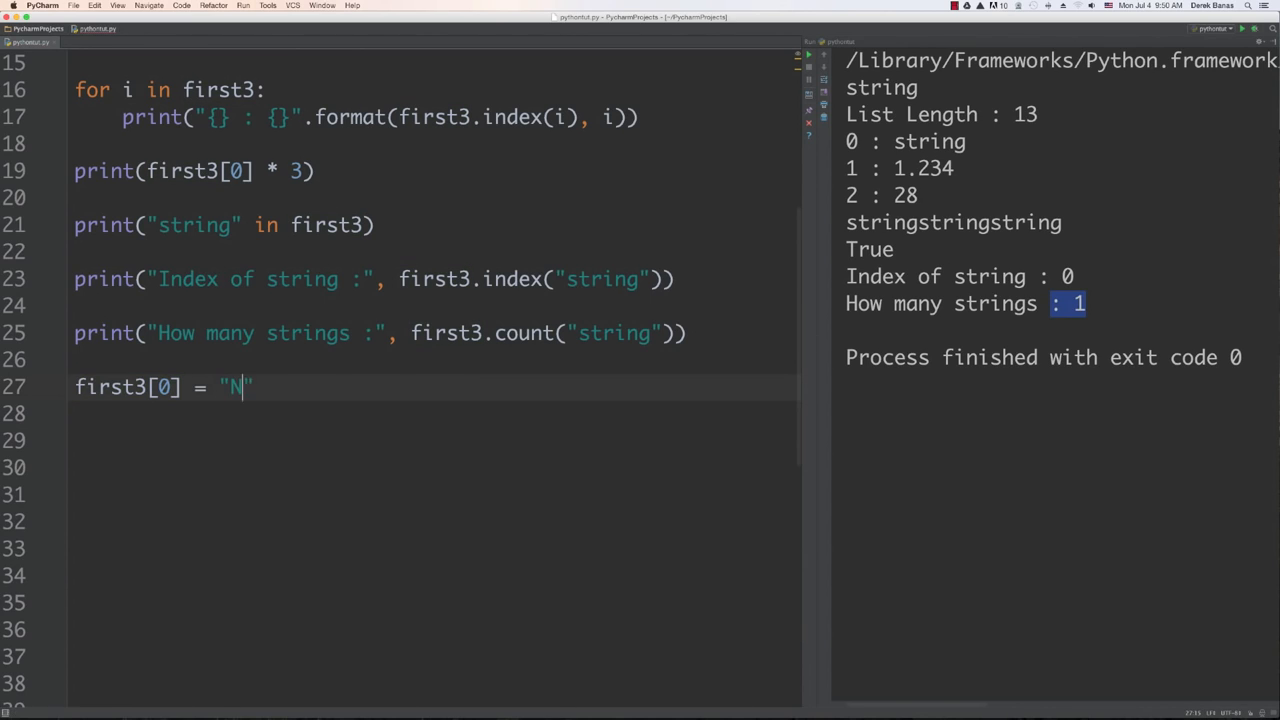 PyCharm File Edit View Navigate Code Refactor Run Tools VCS Window Help
10 Mon Jul 4 9:50 AM Derek Banas
pythontut.py - PycharmProjects - [~/PycharmProjects]
PycharmProjects pythontut.py
pythontut
pythontut.py
Run pythontut
15
16 for i in first3:
17 print("{} : {}".format(first3.index(i), i))
18
19 print(first3[0] * 3)
20
21 print("string" in first3)
22
23 print("Index of string :", first3.index("string"))
24
25 print("How many strings :", first3.count("string"))
26
27 first3[0] = "N"
28
29
30
31
32
33
34
35
36
37
38
/Library/Frameworks/Python.framework
string
List Length : 13
0 : string
1 : 1.234
2 : 28
stringstringstring
True
Index of string : 0
How many strings : 1
Process finished with exit code 0
27:15 LF‡ UTF-8‡